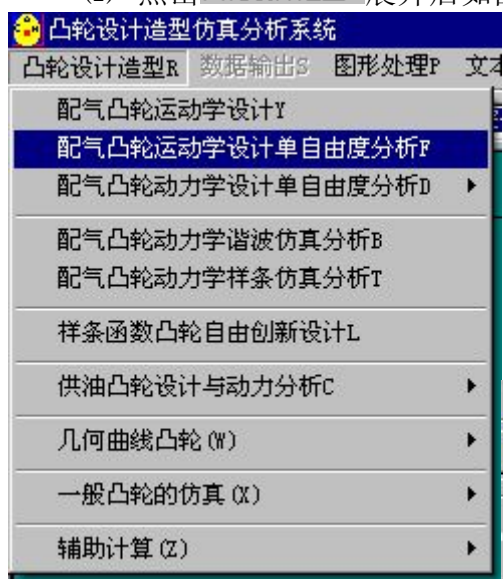 凸轮设计造型仿真分析系统
凸轮设计造型R 数据输出S 图形处理P 文本
配气凸轮运动学设计Y
配气凸轮运动学设计单自由度分析F
配气凸轮动力学设计单自由度分析D
配气凸轮动力学谐波仿真分析B
配气凸轮动力学样条仿真分析T
样条函数凸轮自由创新设计L
供油凸轮设计与动力分析C
几何曲线凸轮(W)
一般凸轮的仿真(X)
辅助计算(Z)